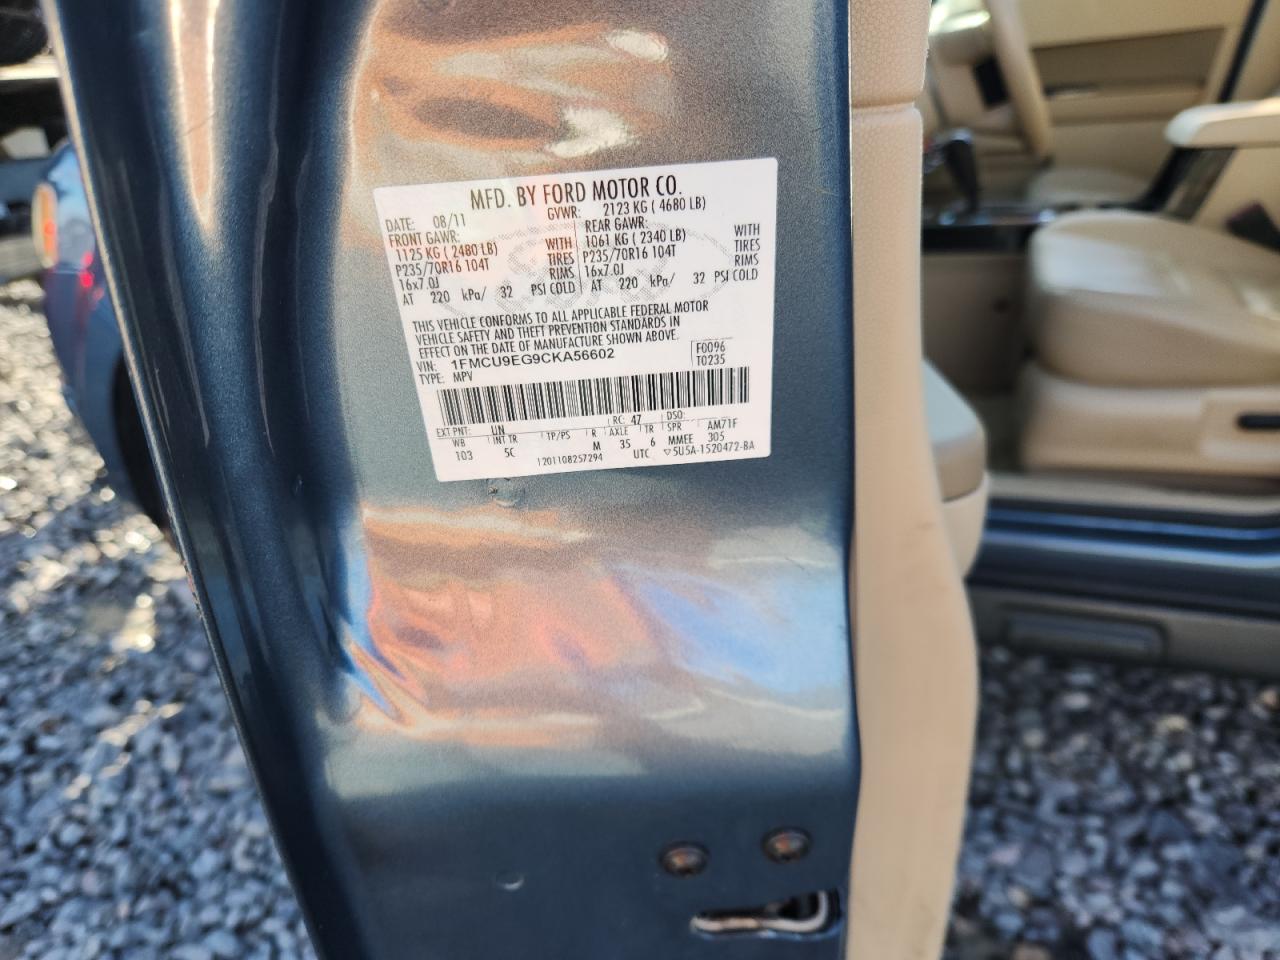 MFD. BY FORD MOTOR CO.
DATE: 08/11 GVWR: 2123 KG ( 4680 LB)
FRONT GAWR: REAR GAWR:
1125 KG ( 2480 LB) WITH 1061 KG ( 2340 LB) WITH
P235/70R16 104T TIRES P235/70R16 104T TIRES
16x7.0J RIMS 16x7.0J RIMS
AT 220 kPa/ 32 PSI COLD AT 220 kPa/ 32 PSI COLD
THIS VEHICLE CONFORMS TO ALL APPLICABLE FEDERAL MOTOR
VEHICLE SAFETY AND THEFT PREVENTION STANDARDS IN
EFFECT ON THE DATE OF MANUFACTURE SHOWN ABOVE.
VIN: 1FMCU9EG9CKA56602 F0096
TYPE: MPV T0235
EXT PNT: UN RC: 47 DSO:
WB INT TR TP/PS R AXLE TR SPR AM71F
103 5C M 35 6 MMEE 305
1201108257294 UTC ▽5U5A-1520472-BA